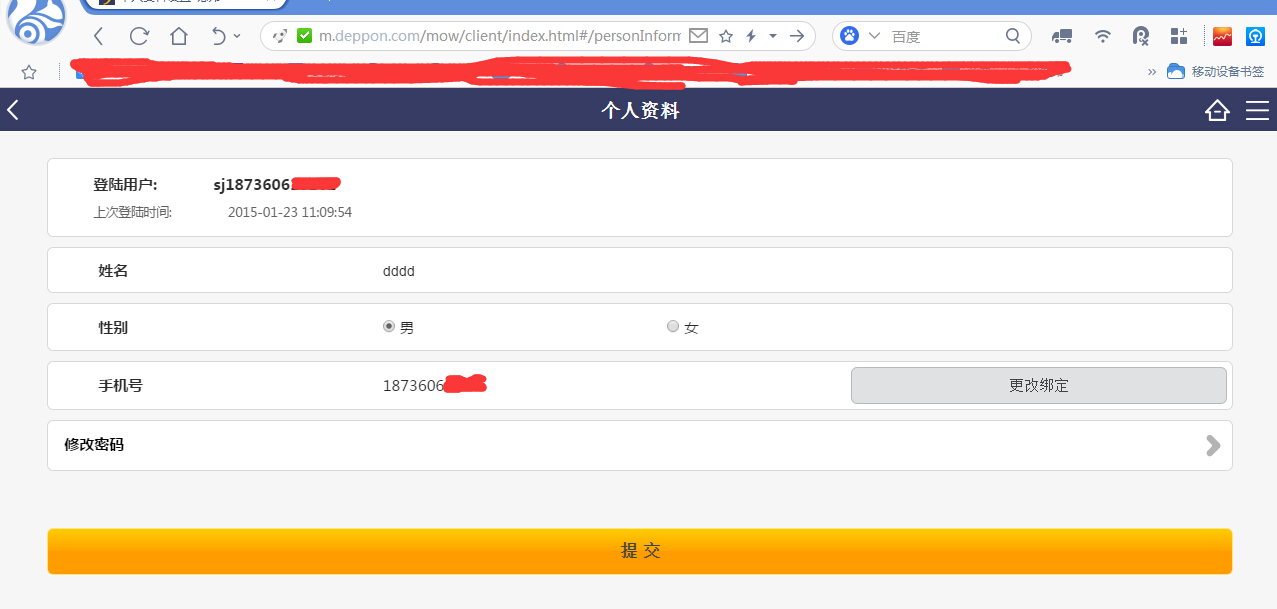 m.deppon.com/mow/client/index.html#/personInform
百度
» 移动设备书签
个人资料
登陆用户: sj1873606
上次登陆时间: 2015-01-23 11:09:54
姓名 dddd
性别 男 女
手机号 1873606 更改绑定
修改密码
提 交